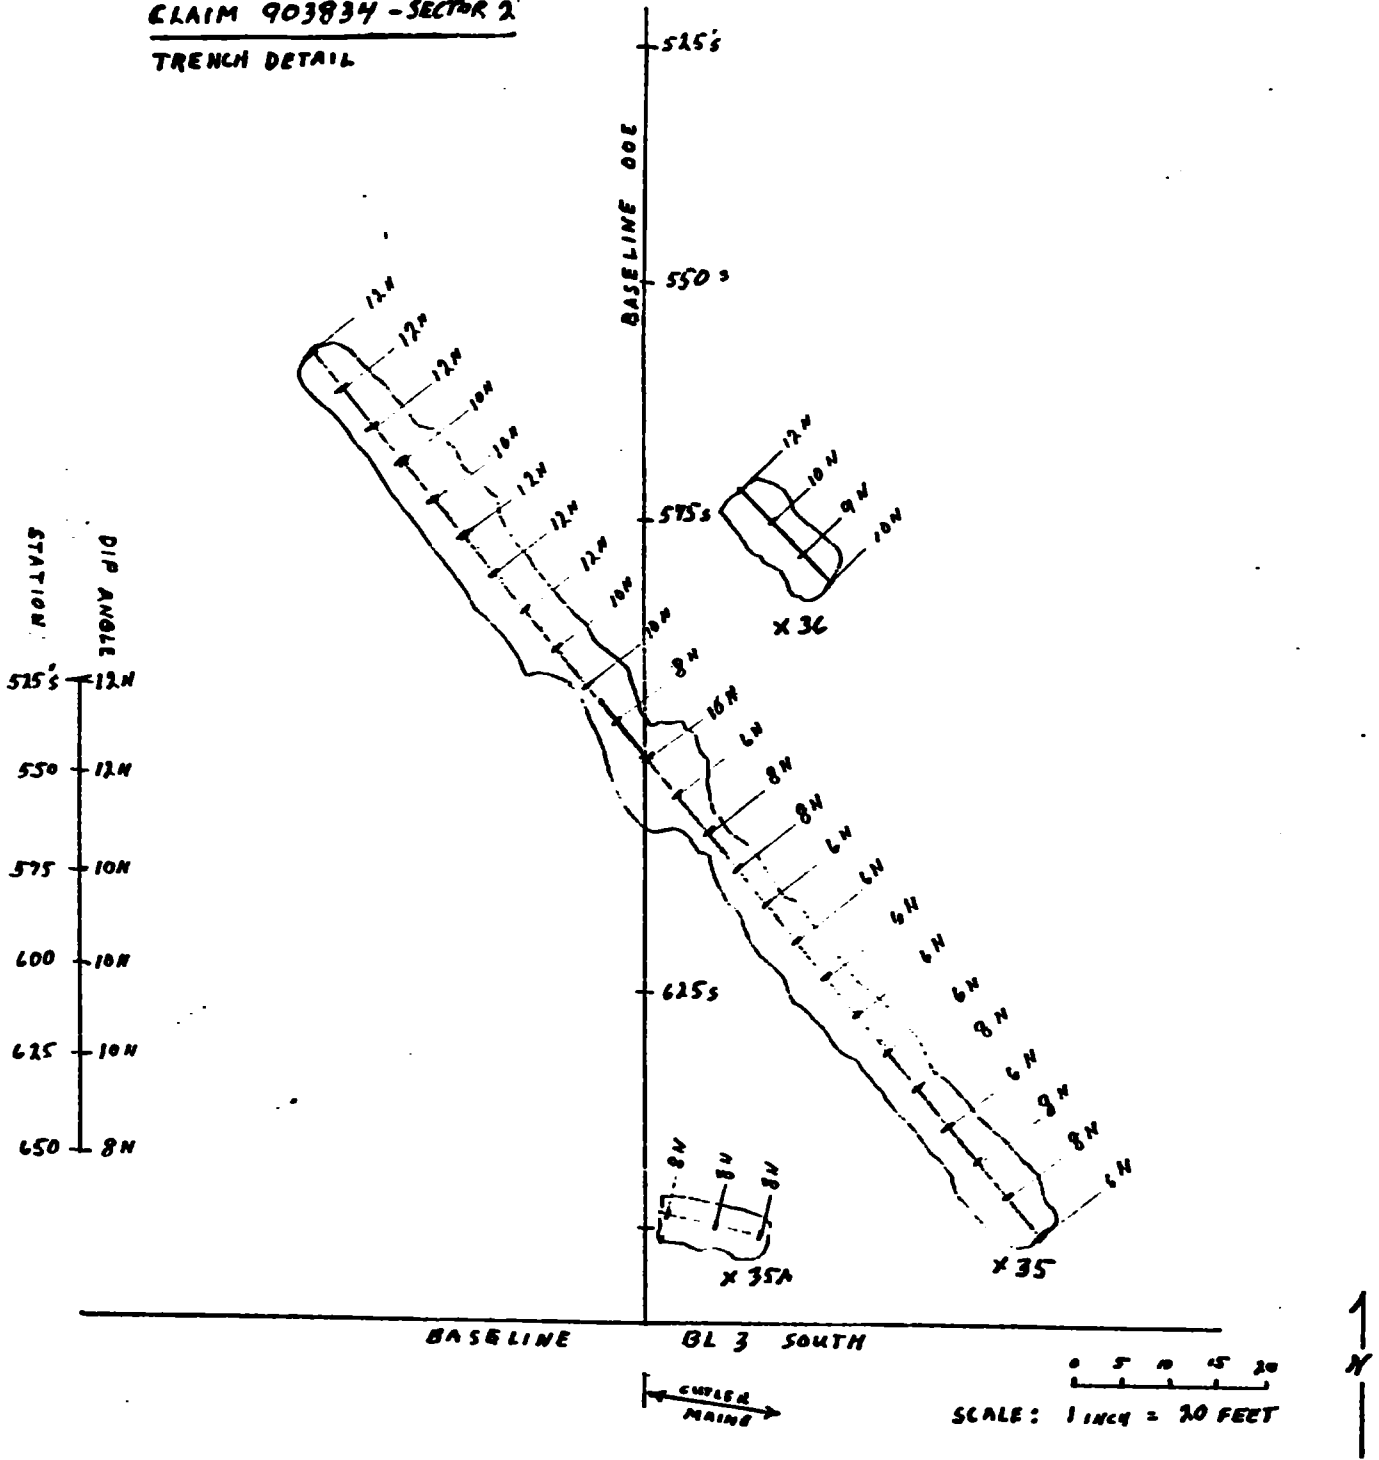 CLAIM 903834 - SECTOR 2
TRENCH DETAIL
525's
BASELINE 00E
550s
575s
625s
12N
12N
12N
10N
10N
12N
12N
12N
10N
10N
8N
10N
6N
8N
8N
6N
6N
6N
6N
6N
8N
6N
8N
8N
6N
X 35
12N
10N
9N
10N
X 36
8N
8N
8N
X 35A
STATION
DIP ANGLE
525's 12N
550 12N
575 10N
600 10N
625 10N
650 8N
BASELINE BL 3 SOUTH
CUTLER
MAINE
0 5 10 15 20
SCALE: 1 INCH = 20 FEET
N